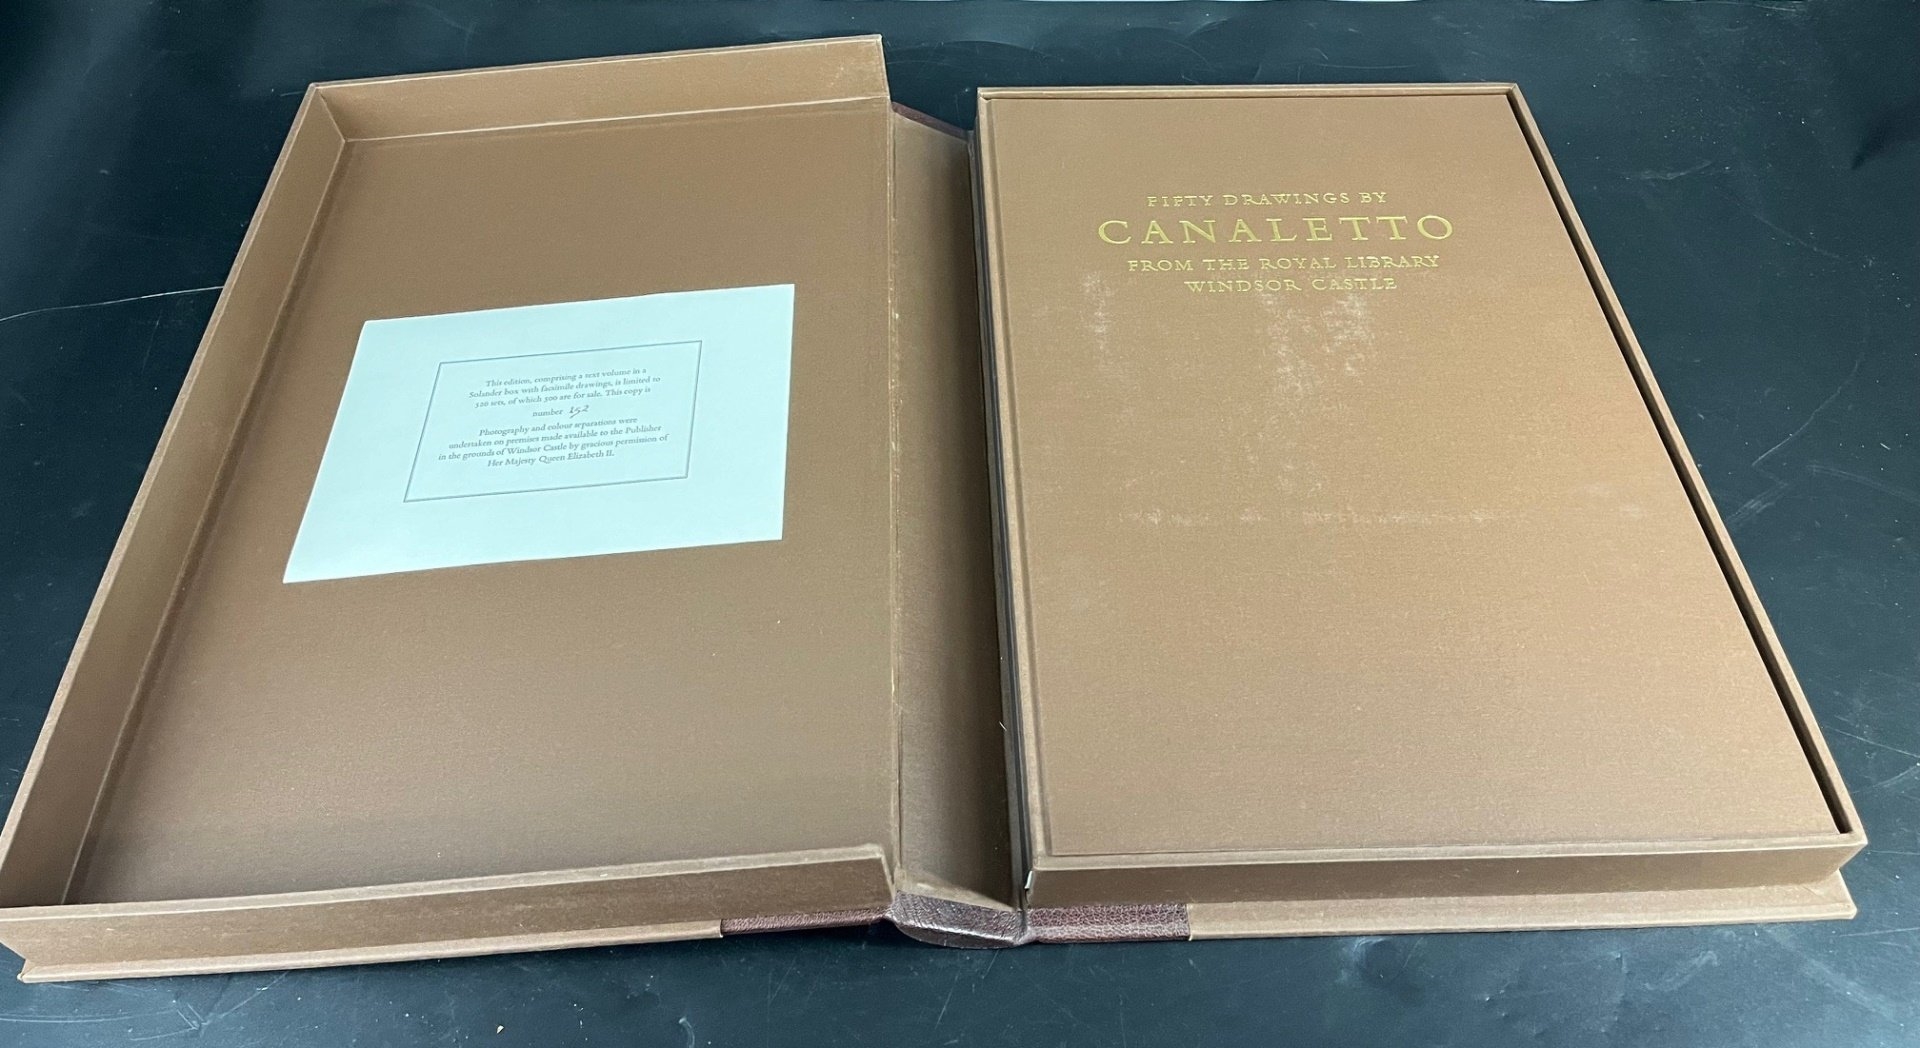 This edition, comprising a text volume in a
Solander box with facsimile drawings, is limited to
520 sets, of which 500 are for sale. This copy is
number 152
Photography and colour separations were
undertaken on premises made available to the Publisher
in the grounds of Windsor Castle by gracious permission of
Her Majesty Queen Elizabeth II.
FIFTY DRAWINGS BY
CANALETTO
FROM THE ROYAL LIBRARY
WINDSOR CASTLE